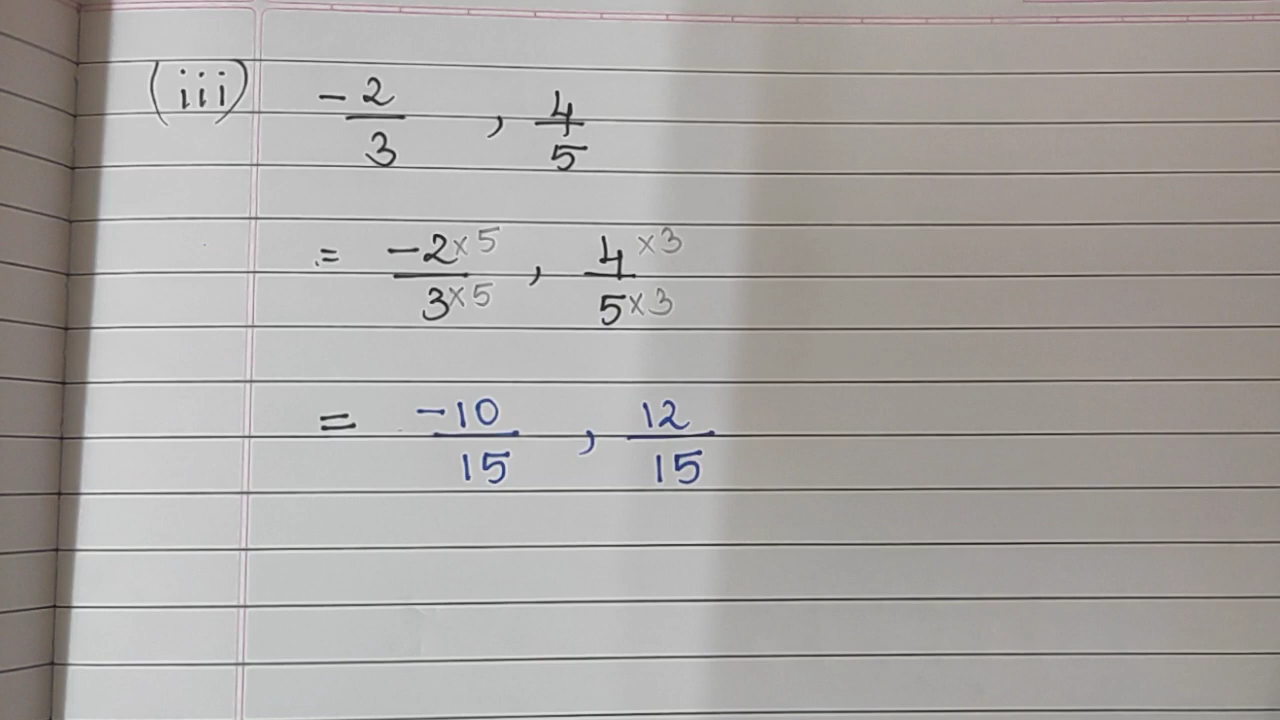 (iii) -2/3 , 4/5
= -2×5/3×5 , 4×3/5×3
= -10/15 , 12/15